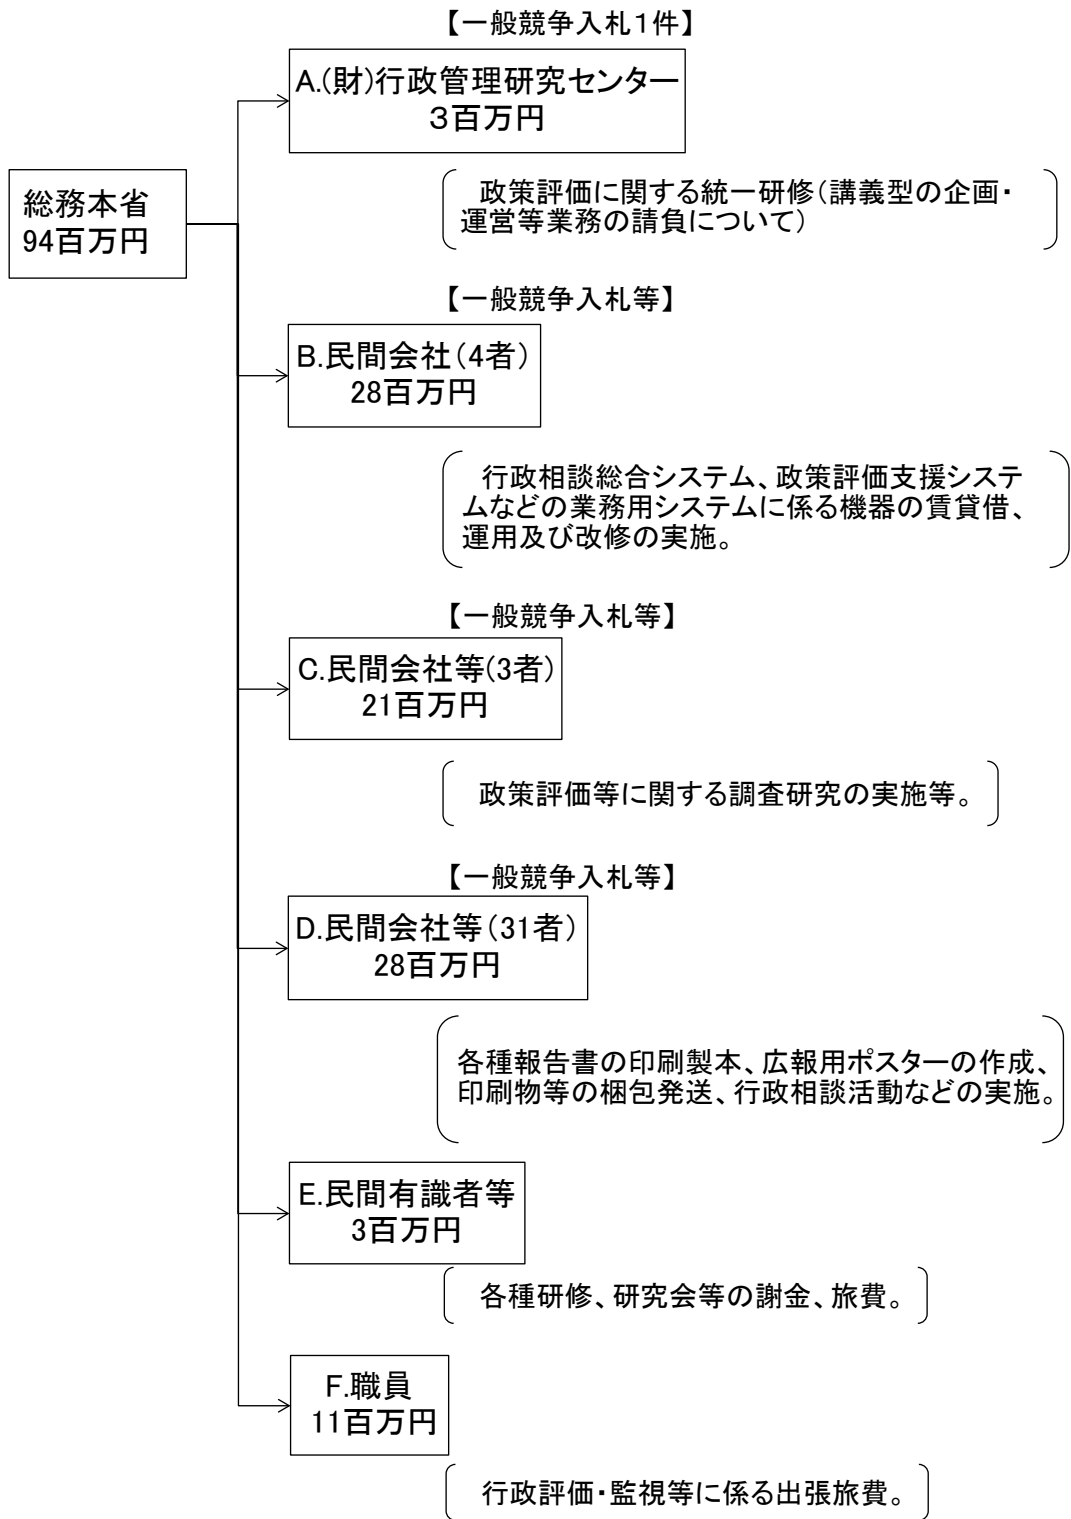 【一般競争入札１件】
A.(財)行政管理研究センター
３百万円
総務本省
94百万円
政策評価に関する統一研修(講義型の企画・
運営等業務の請負について)
【一般競争入札等】
B.民間会社(4者)
28百万円
行政相談総合システム、政策評価支援システ
ムなどの業務用システムに係る機器の賃貸借、
運用及び改修の実施。
【一般競争入札等】
C.民間会社等(3者)
21百万円
政策評価等に関する調査研究の実施等。
【一般競争入札等】
D.民間会社等(31者)
28百万円
各種報告書の印刷製本、広報用ポスターの作成、
印刷物等の梱包発送、行政相談活動などの実施。
E.民間有識者等
3百万円
各種研修、研究会等の謝金、旅費。
F.職員
11百万円
行政評価・監視等に係る出張旅費。